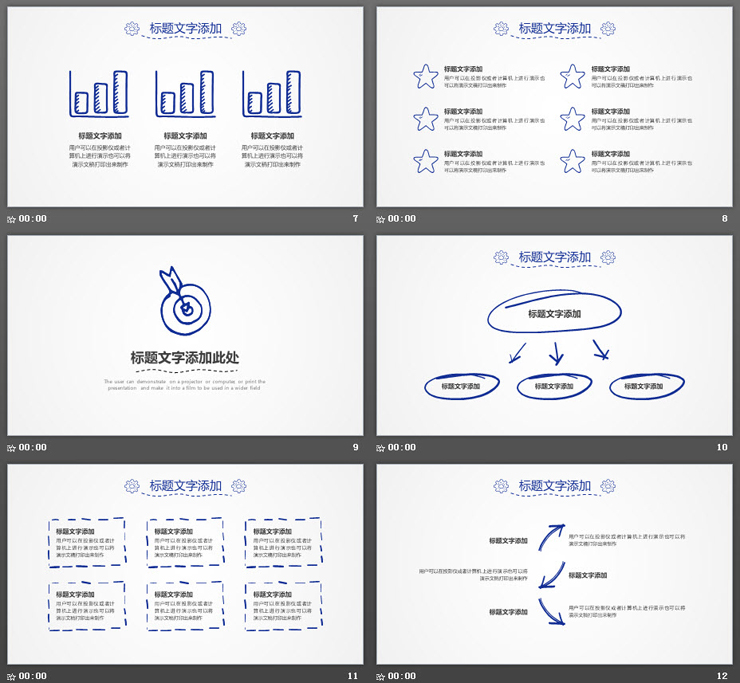 标题文字添加
标题文字添加
标题文字添加
标题文字添加
用户可以在投影仪或者计
算机上进行演示也可以将
演示文稿打印出来制作
用户可以在投影仪或者计
算机上进行演示也可以将
演示文稿打印出来制作
用户可以在投影仪或者计
算机上进行演示也可以将
演示文稿打印出来制作
00:00
7
标题文字添加
标题文字添加
用户可以在投影仪或者计算机上进行演示也
可以将演示文稿打印出来制作
标题文字添加
用户可以在投影仪或者计算机上进行演示也
可以将演示文稿打印出来制作
标题文字添加
用户可以在投影仪或者计算机上进行演示也
可以将演示文稿打印出来制作
标题文字添加
用户可以在投影仪或者计算机上进行演示也
可以将演示文稿打印出来制作
标题文字添加
用户可以在投影仪或者计算机上进行演示也
可以将演示文稿打印出来制作
标题文字添加
用户可以在投影仪或者计算机上进行演示也
可以将演示文稿打印出来制作
00:00
8
标题文字添加此处
The user can demonstrate on a projector or computer, or print the
presentation and make it into a film to be used in a wider field
00:00
9
标题文字添加
标题文字添加
标题文字添加
标题文字添加
标题文字添加
00:00
10
标题文字添加
标题文字添加
用户可以在投影仪或者计
算机上进行演示也可以将
演示文稿打印出来制作
标题文字添加
用户可以在投影仪或者计
算机上进行演示也可以将
演示文稿打印出来制作
标题文字添加
用户可以在投影仪或者计
算机上进行演示也可以将
演示文稿打印出来制作
标题文字添加
用户可以在投影仪或者计
算机上进行演示也可以将
演示文稿打印出来制作
标题文字添加
用户可以在投影仪或者计
算机上进行演示也可以将
演示文稿打印出来制作
标题文字添加
用户可以在投影仪或者计
算机上进行演示也可以将
演示文稿打印出来制作
00:00
11
标题文字添加
标题文字添加
用户可以在投影仪或者计算机上进行演示也可以将
演示文稿打印出来制作
用户可以在投影仪或者计算机上进行演示也可以将
演示文稿打印出来制作
标题文字添加
标题文字添加
用户可以在投影仪或者计算机上进行演示也可以将
演示文稿打印出来制作
00:00
12